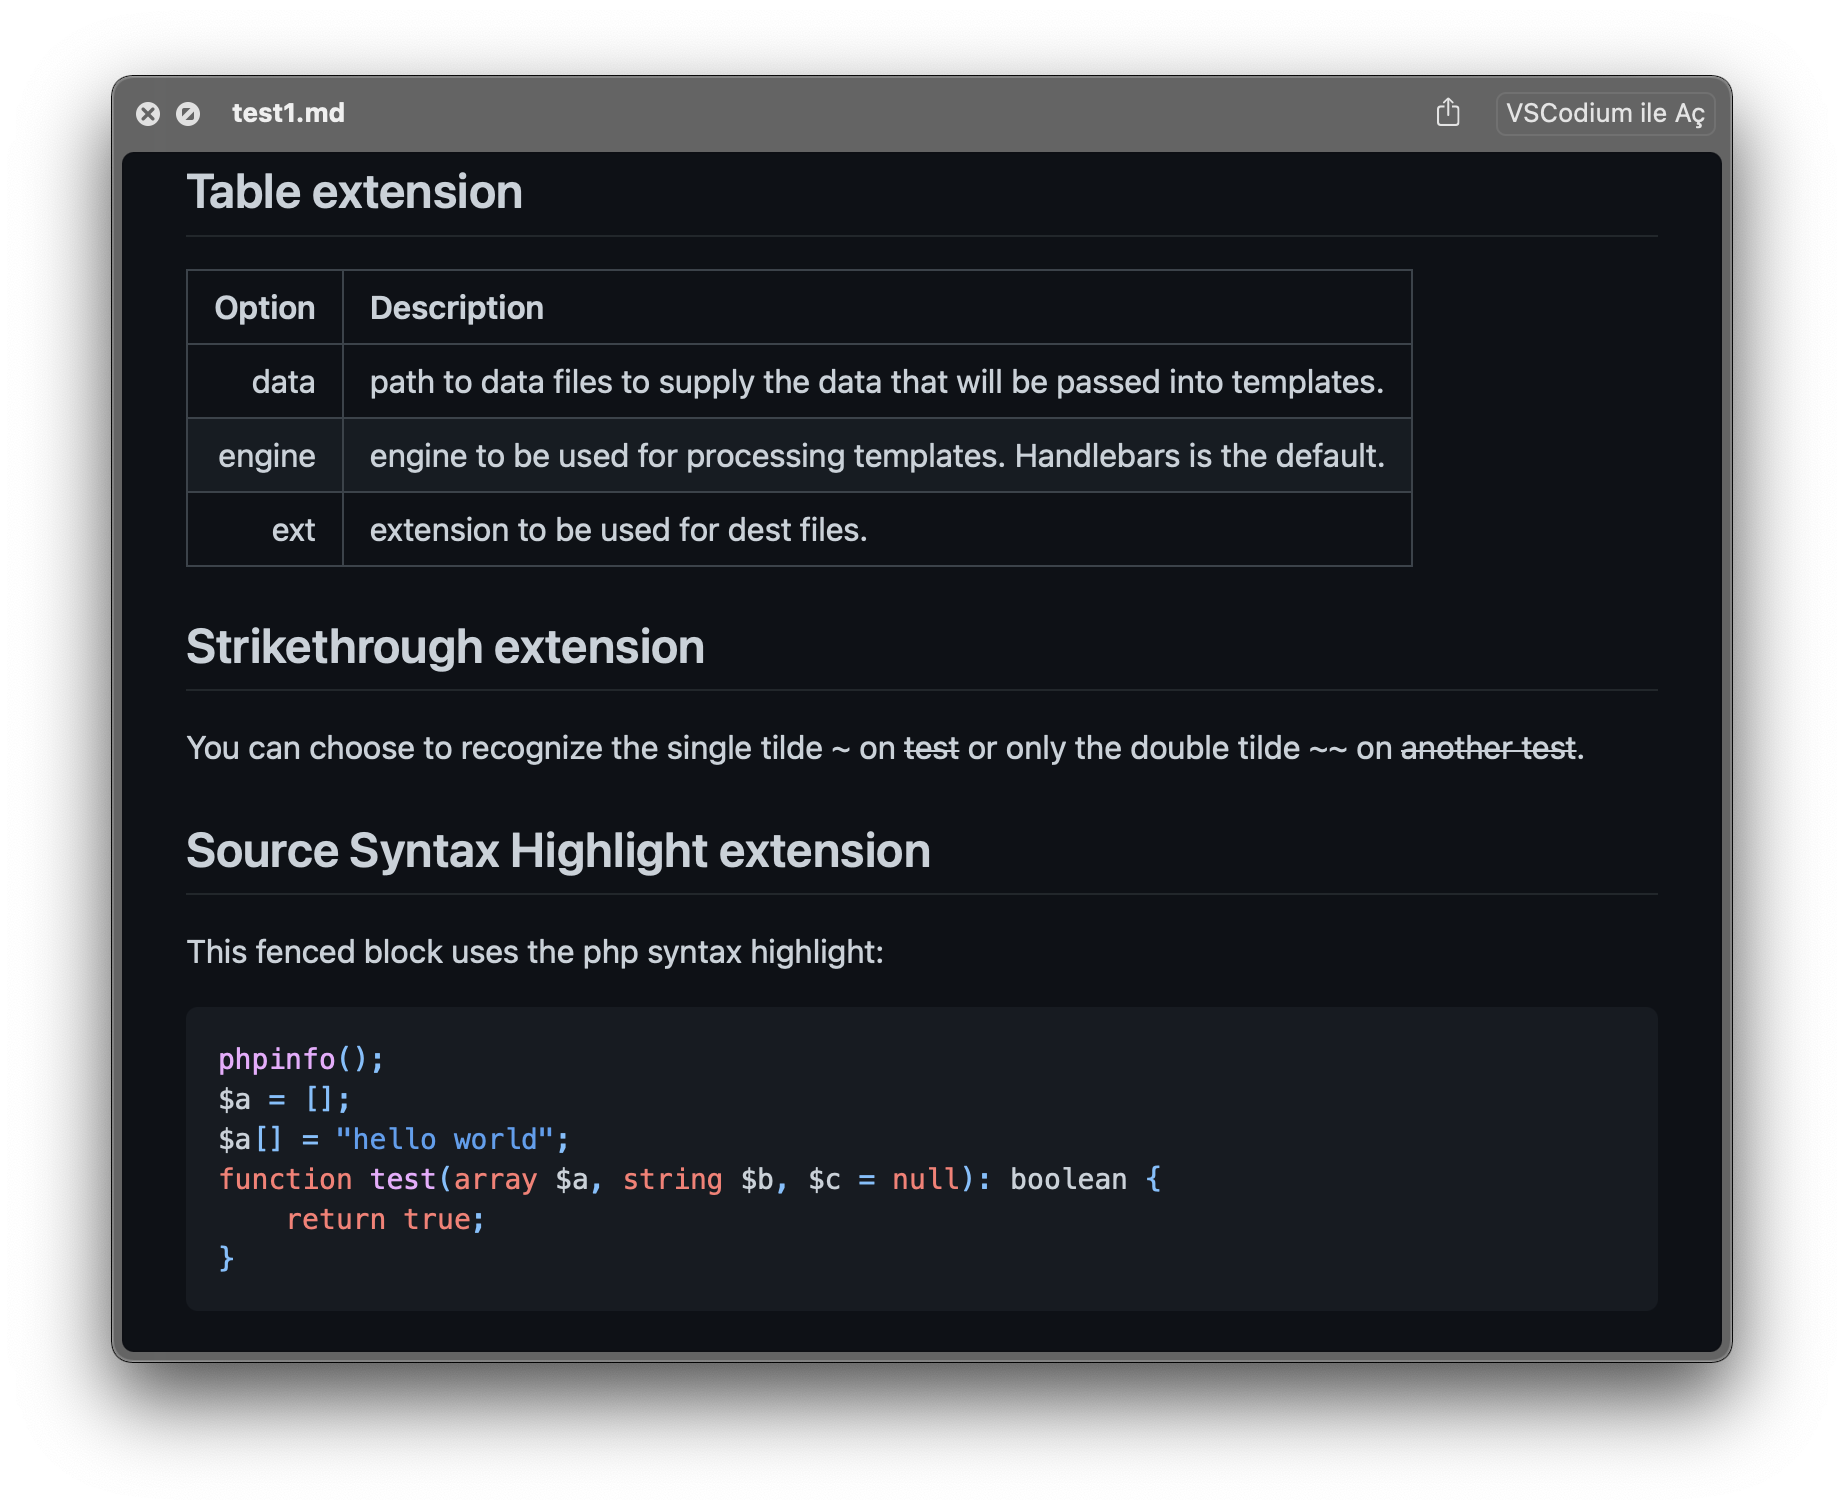 test1.md
VSCodium ile Aç
Table extension
Option Description
data path to data files to supply the data that will be passed into templates.
engine engine to be used for processing templates. Handlebars is the default.
ext extension to be used for dest files.
Strikethrough extension
You can choose to recognize the single tilde ~ on test or only the double tilde ~~ on another test.
Source Syntax Highlight extension
This fenced block uses the php syntax highlight:
phpinfo();
$a = [];
$a[] = "hello world";
function test(array $a, string $b, $c = null): boolean {
    return true;
}